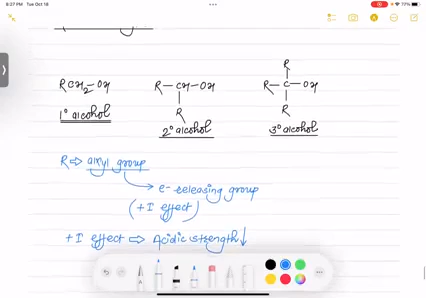 8:27 PM Tue Oct 18
71%
R
RCH2-OH R-CH-OH R-C-OH
R R
1° alcohol 2° alcohol 3° alcohol
R ⇒ alkyl group
→ e- releasing group
(+I effect)
+I effect ⇒ Acidic strength ↓